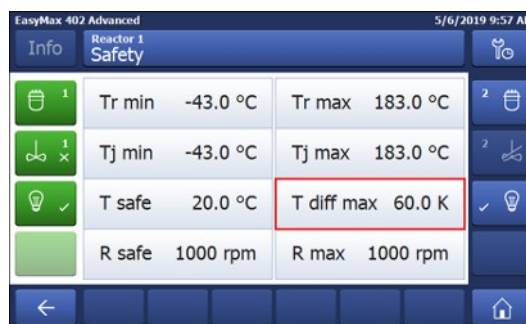 EasyMax 402 Advanced 5/6/2019 9:57 A
Info Reactor 1
Safety
1 Tr min -43.0 °C Tr max 183.0 °C 2
1 Tj min -43.0 °C Tj max 183.0 °C 2
T safe 20.0 °C T diff max 60.0 K
R safe 1000 rpm R max 1000 rpm